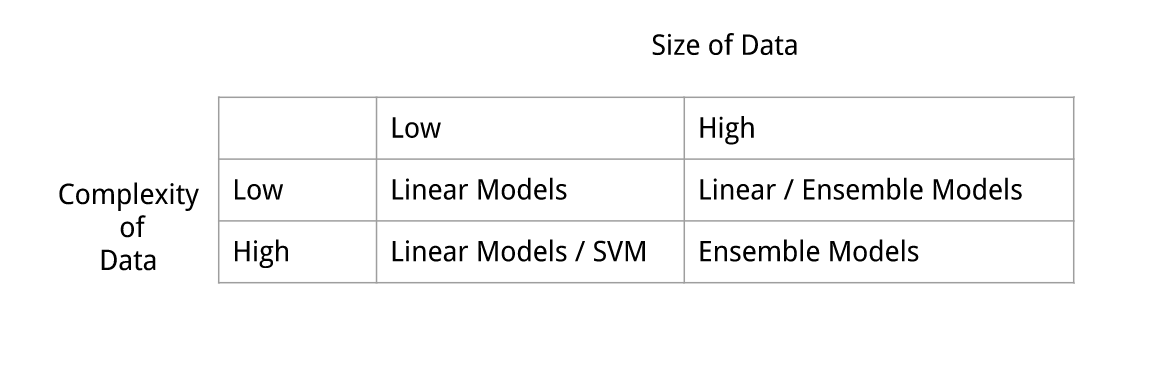 Size of Data
Low High
Low Linear Models Linear / Ensemble Models
High Linear Models / SVM Ensemble Models
Complexity
of
Data